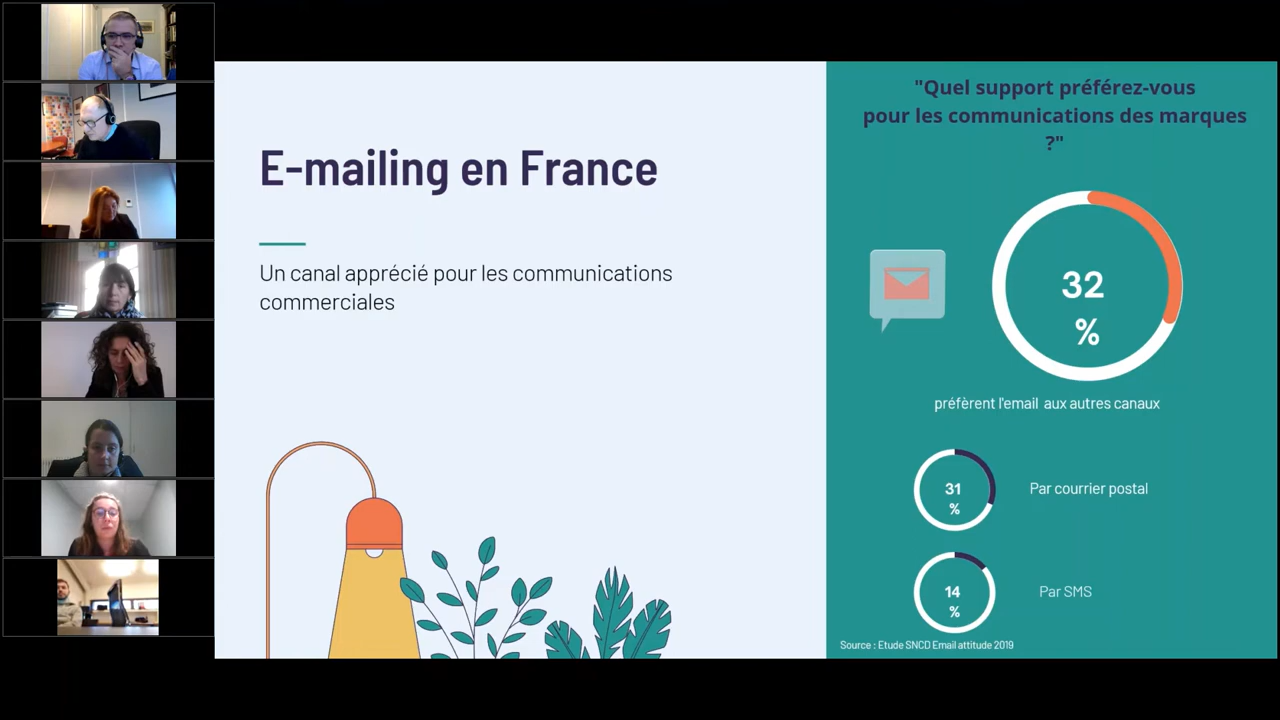 E-mailing en France
Un canal apprécié pour les communications
commerciales
"Quel support préférez-vous
pour les communications des marques
?"
32
%
préfèrent l'email aux autres canaux
31
%
Par courrier postal
14
%
Par SMS
Source : Etude SNCD Email attitude 2019